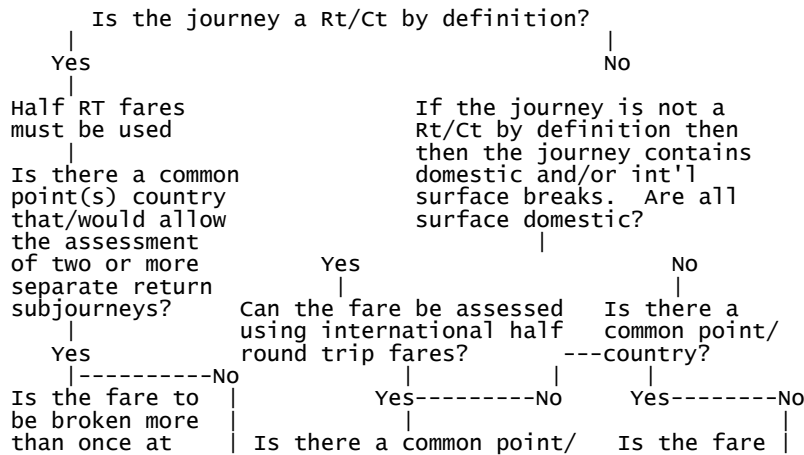 Is the journey a Rt/Ct by definition?
| |
Yes No
|
Half RT fares If the journey is not a
must be used Rt/Ct by definition then
| then the journey contains
Is there a common domestic and/or int'l
point(s) country surface breaks. Are all
that/would allow surface domestic?
the assessment |
of two or more Yes No
separate return | |
subjourneys? Can the fare be assessed Is there a
| using international half common point/
Yes round trip fares? ---country?
|----------No | | |
Is the fare to | Yes---------No Yes--------No
be broken more | | |
than once at | Is there a common point/ Is the fare |